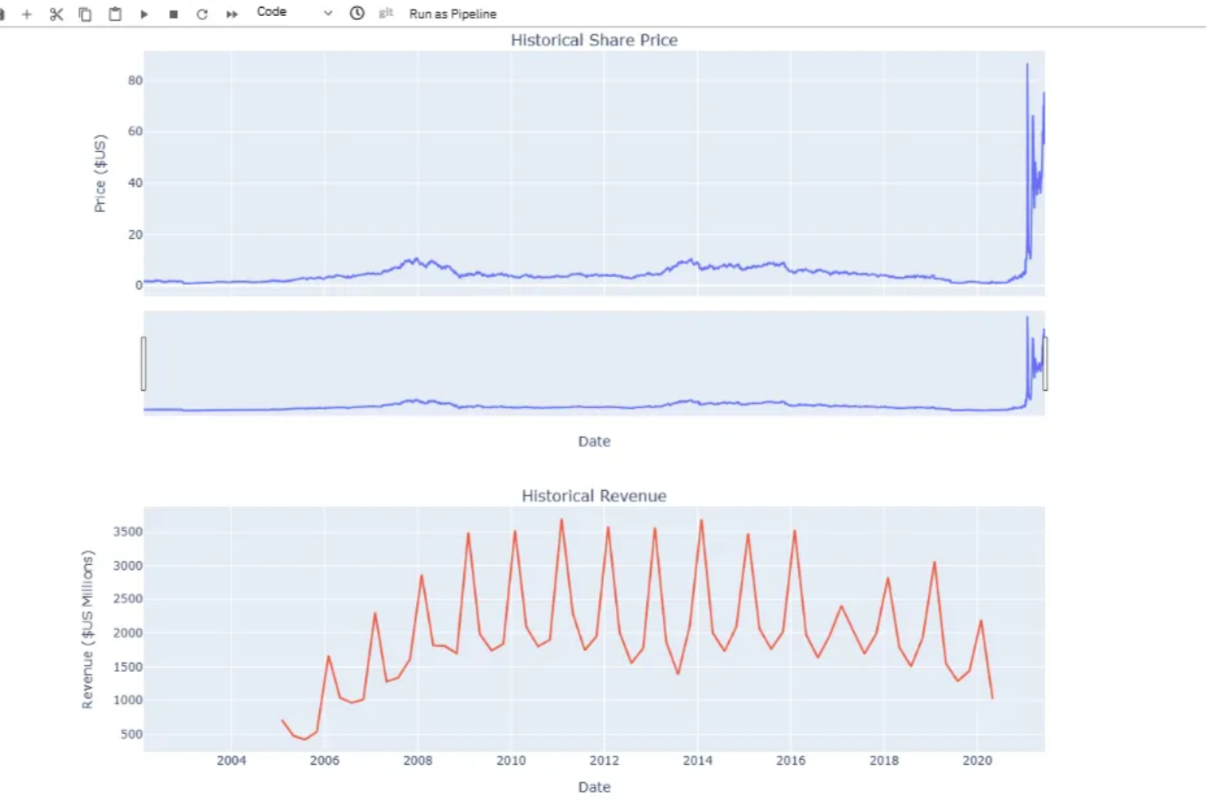 Code
git
Run as Pipeline
Historical Share Price
Price ($US)
80
60
40
20
0
Date
Historical Revenue
Revenue ($US Millions)
3500
3000
2500
2000
1500
1000
500
2004 2006 2008 2010 2012 2014 2016 2018 2020
Date